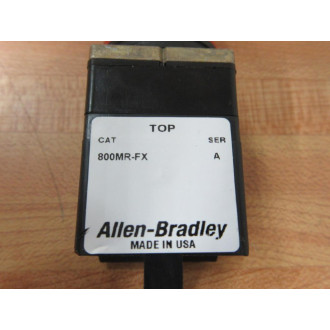 TOP
CAT SER
800MR-FX A
Allen-Bradley
MADE IN USA